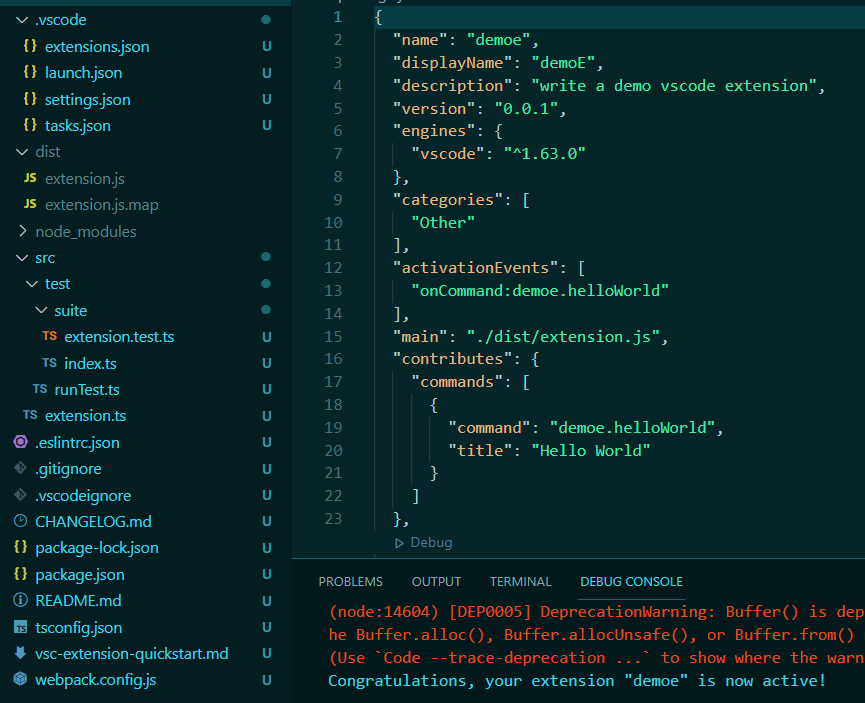 .vscode
{} extensions.json U
{} launch.json U
{} settings.json U
{} tasks.json U
dist
JS extension.js
JS extension.js.map
node_modules
src
test
suite
TS extension.test.ts U
TS index.ts U
TS runTest.ts U
TS extension.ts U
.eslintrc.json U
.gitignore U
.vscodeignore U
CHANGELOG.md U
{} package-lock.json U
{} package.json U
README.md U
TS tsconfig.json U
vsc-extension-quickstart.md U
webpack.config.js U
1 {
2 "name": "demoe",
3 "displayName": "demoE",
4 "description": "write a demo vscode extension",
5 "version": "0.0.1",
6 "engines": {
7 "vscode": "^1.63.0"
8 },
9 "categories": [
10 "Other"
11 ],
12 "activationEvents": [
13 "onCommand:demoe.helloWorld"
14 ],
15 "main": "./dist/extension.js",
16 "contributes": {
17 "commands": [
18 {
19 "command": "demoe.helloWorld",
20 "title": "Hello World"
21 }
22 ]
23 },
Debug
PROBLEMS OUTPUT TERMINAL DEBUG CONSOLE
(node:14604) [DEP0005] DeprecationWarning: Buffer() is dep
he Buffer.alloc(), Buffer.allocUnsafe(), or Buffer.from()
(Use `Code --trace-deprecation ...` to show where the warn
Congratulations, your extension "demoe" is now active!